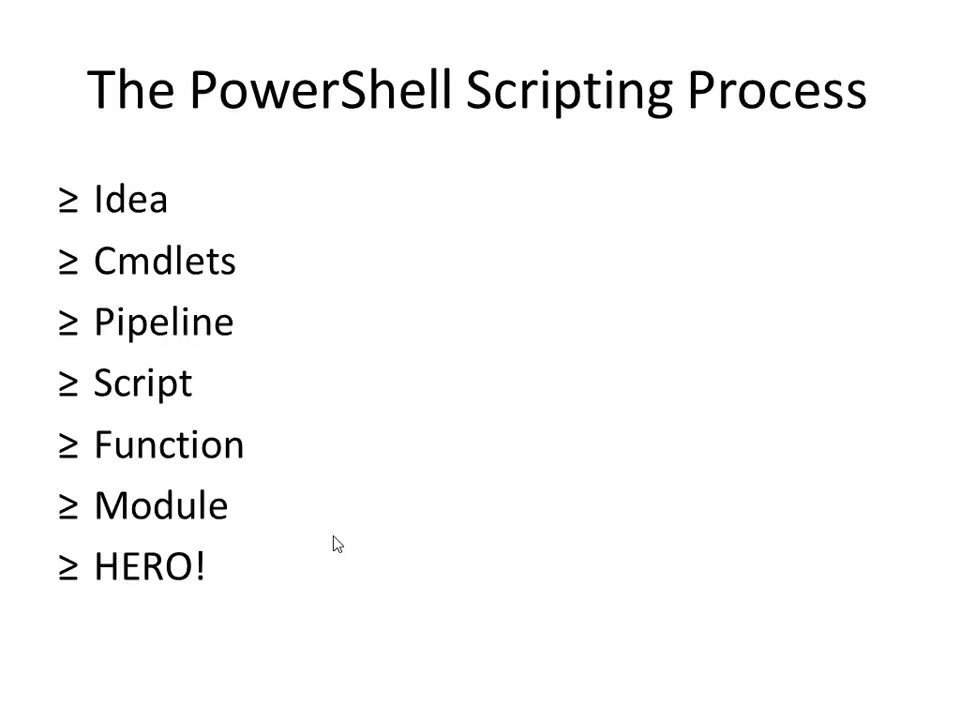 The PowerShell Scripting Process
≥ Idea
≥ Cmdlets
≥ Pipeline
≥ Script
≥ Function
≥ Module
≥ HERO!